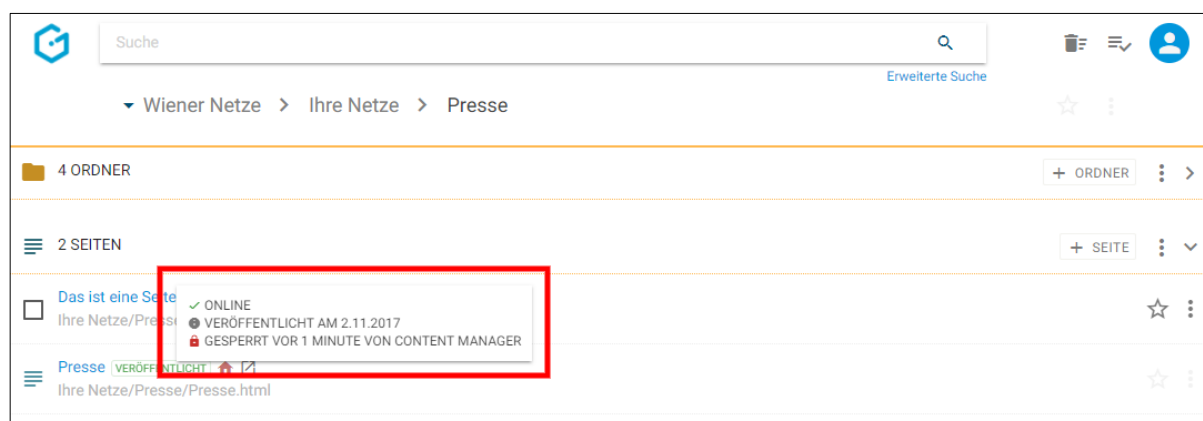 Suche
Erweiterte Suche
Wiener Netze > Ihre Netze > Presse
4 ORDNER
+ ORDNER
2 SEITEN
+ SEITE
Das ist eine Seite
Ihre Netze/Presse
ONLINE
VERÖFFENTLICHT AM 2.11.2017
GESPERRT VOR 1 MINUTE VON CONTENT MANAGER
Presse VERÖFFENTLICHT
Ihre Netze/Presse/Presse.html